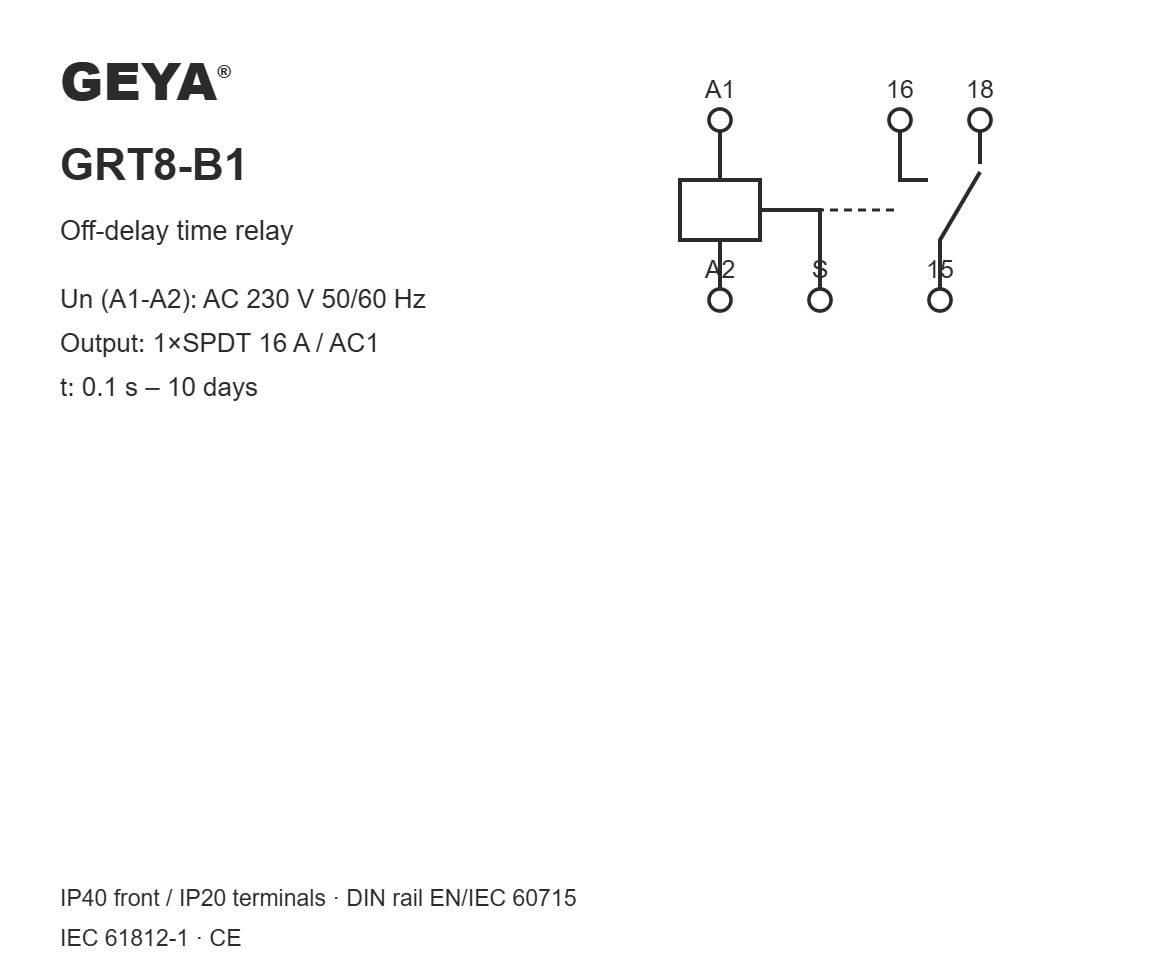 GEYA®
GRT8-B1
Off-delay time relay
Un (A1-A2): AC 230 V 50/60 Hz
Output: 1×SPDT 16 A / AC1
t: 0.1 s – 10 days
A1 16 18
A2 S 15
IP40 front / IP20 terminals · DIN rail EN/IEC 60715
IEC 61812-1 · CE